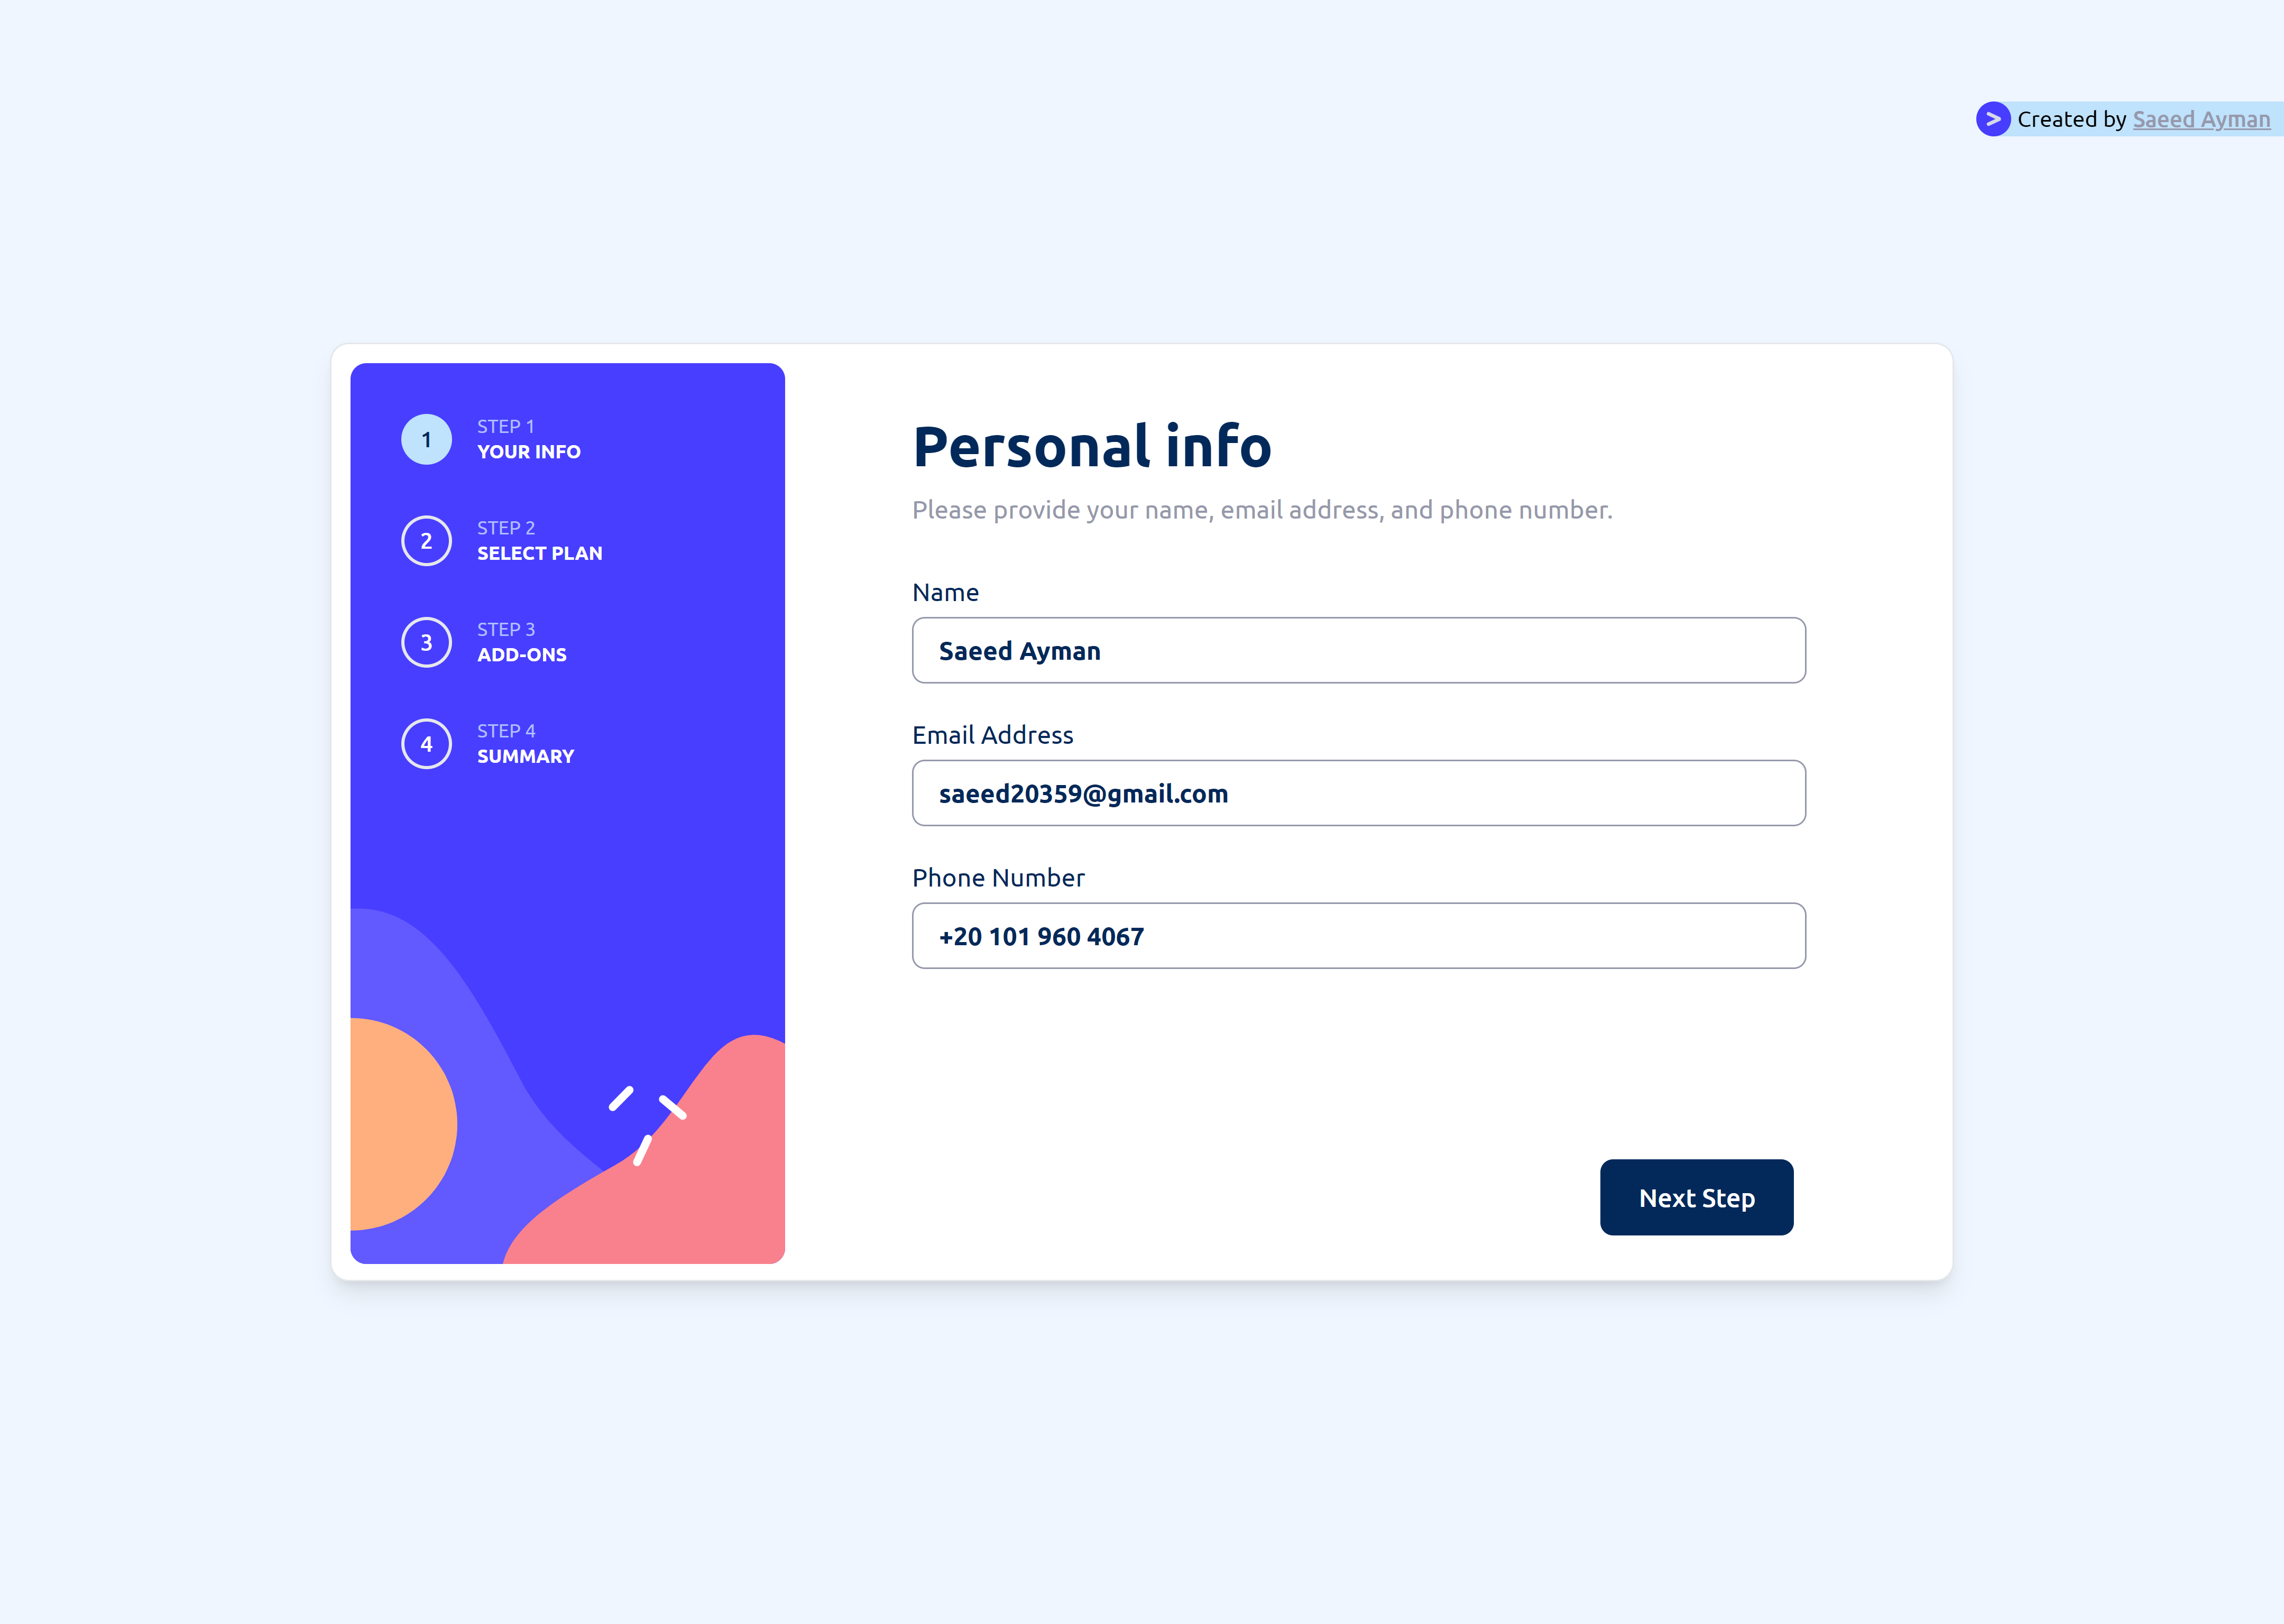 > Created by Saeed Ayman
1
STEP 1
YOUR INFO
2
STEP 2
SELECT PLAN
3
STEP 3
ADD-ONS
4
STEP 4
SUMMARY
Personal info
Please provide your name, email address, and phone number.
Name
Saeed Ayman
Email Address
saeed20359@gmail.com
Phone Number
+20 101 960 4067
Next Step